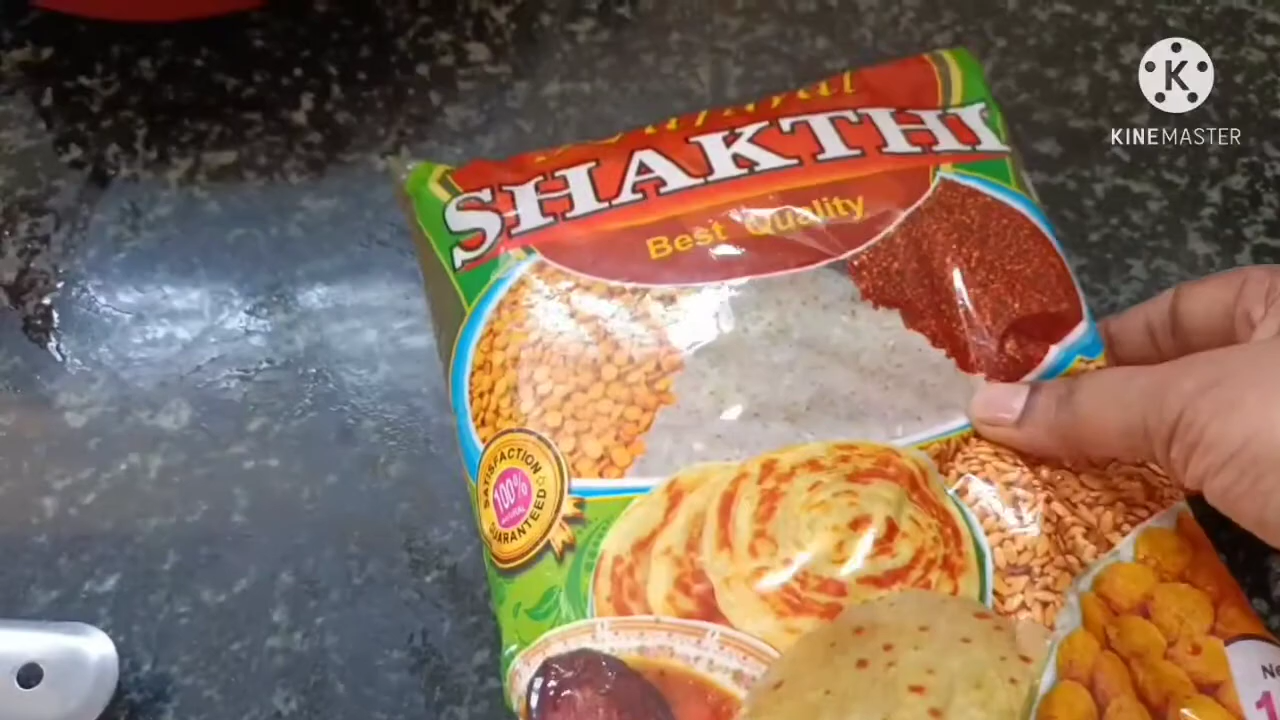 SHAKTHI
Best Quality
SATISFACTION
100%
GUARANTEED
KINEMASTER